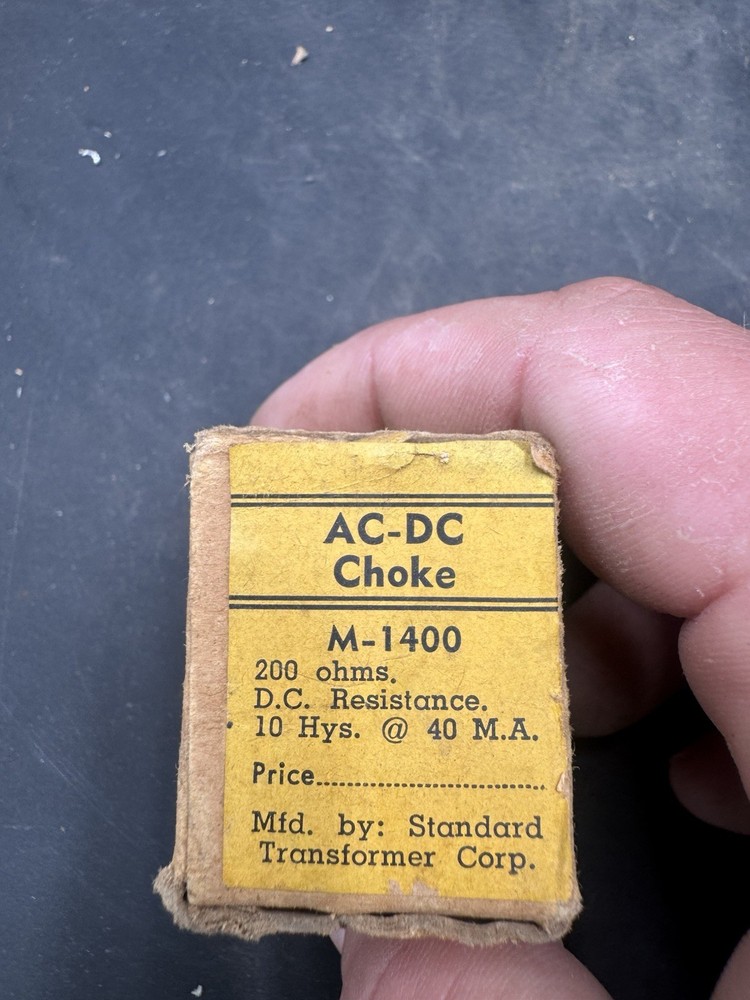 AC-DC
Choke
M-1400
200 ohms.
D.C. Resistance.
10 Hys. @ 40 M.A.
Price..............................
Mfd. by: Standard
Transformer Corp.